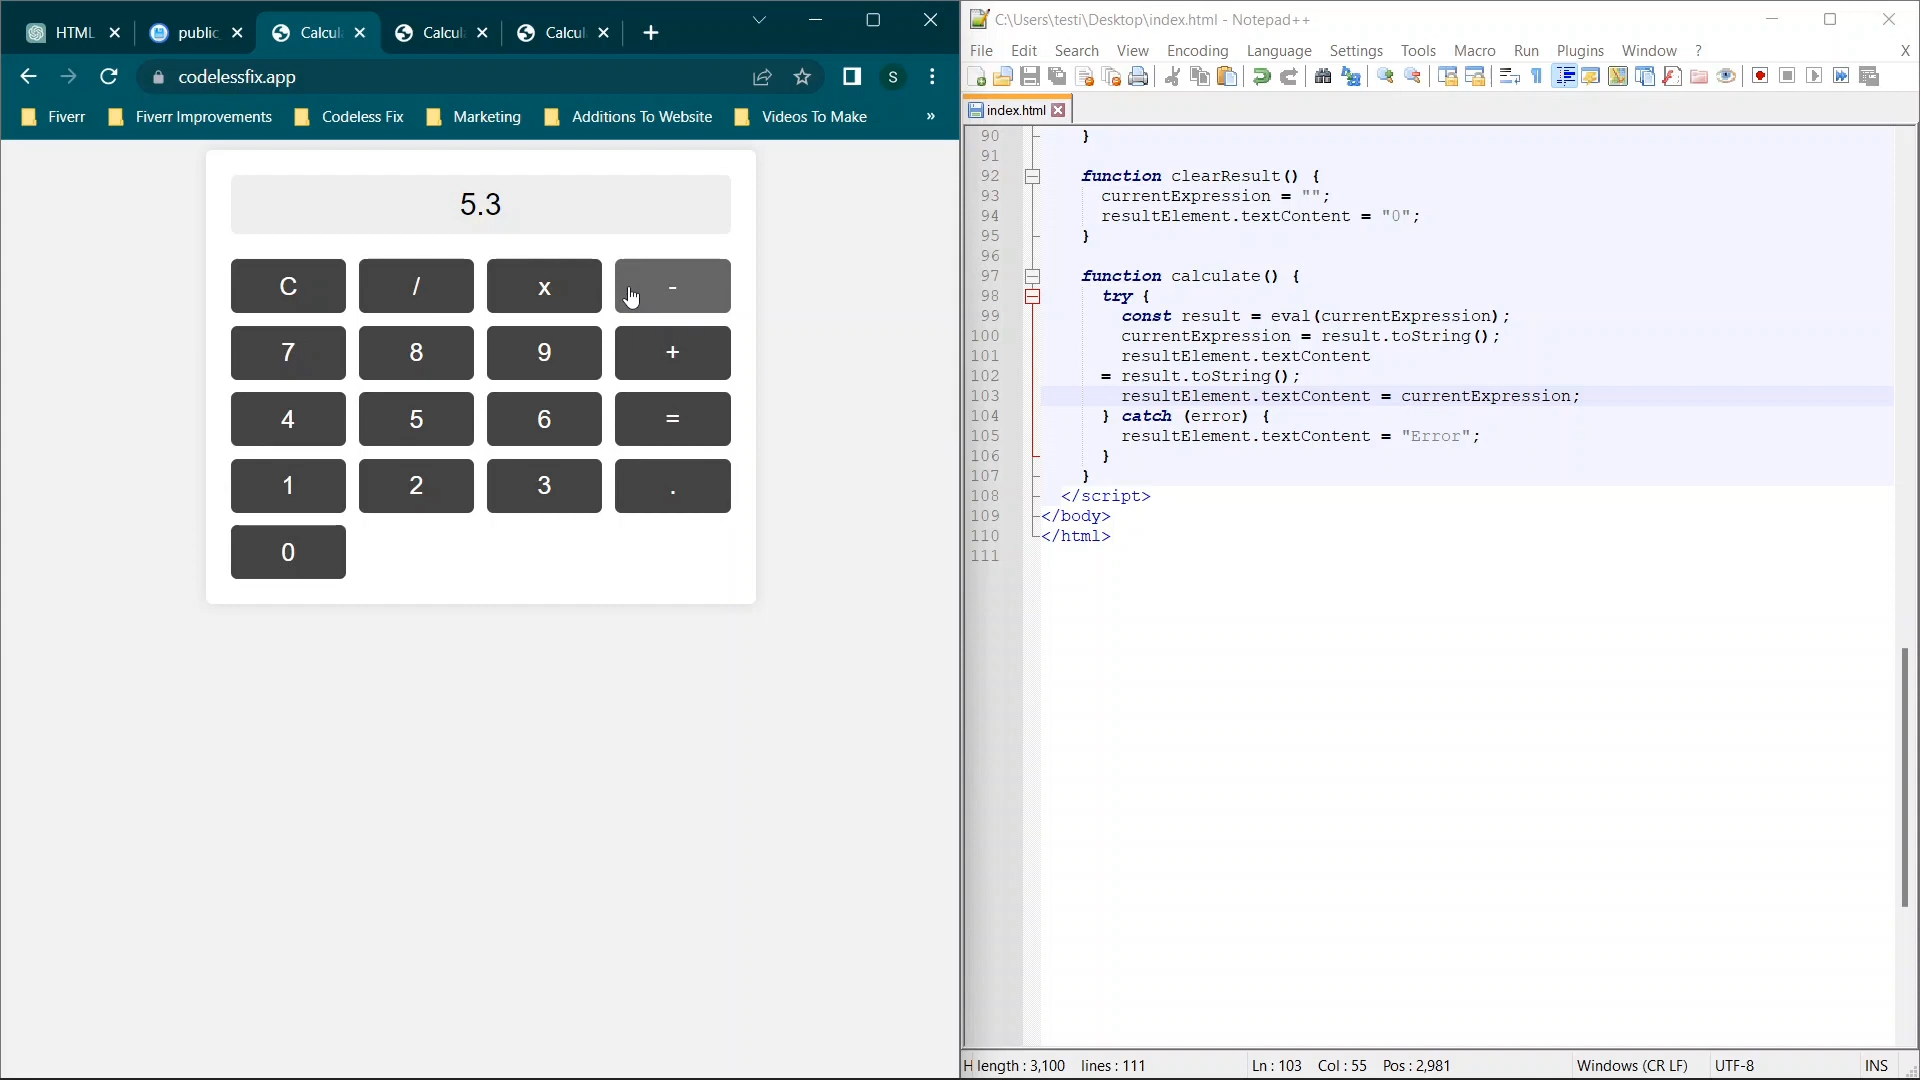 HTML
public
Calcul
Calcul
Calcul
codelessfix.app
S
Fiverr
Fiverr Improvements
Codeless Fix
Marketing
Additions To Website
Videos To Make
»
5.3
C / x -
7 8 9 +
4 5 6 =
1 2 3 .
0
C:\Users\testi\Desktop\index.html - Notepad++
File Edit Search View Encoding Language Settings Tools Macro Run Plugins Window ? X
index.html
90 }
91
92 function clearResult() {
93 currentExpression = "";
94 resultElement.textContent = "0";
95 }
96
97 function calculate() {
98 try {
99 const result = eval(currentExpression);
100 currentExpression = result.toString();
101 resultElement.textContent
102 = result.toString();
103 resultElement.textContent = currentExpression;
104 } catch (error) {
105 resultElement.textContent = "Error";
106 }
107 }
108 </script>
109 </body>
110 </html>
111
H length : 3,100 lines : 111 Ln : 103 Col : 55 Pos : 2,981 Windows (CR LF) UTF-8 INS